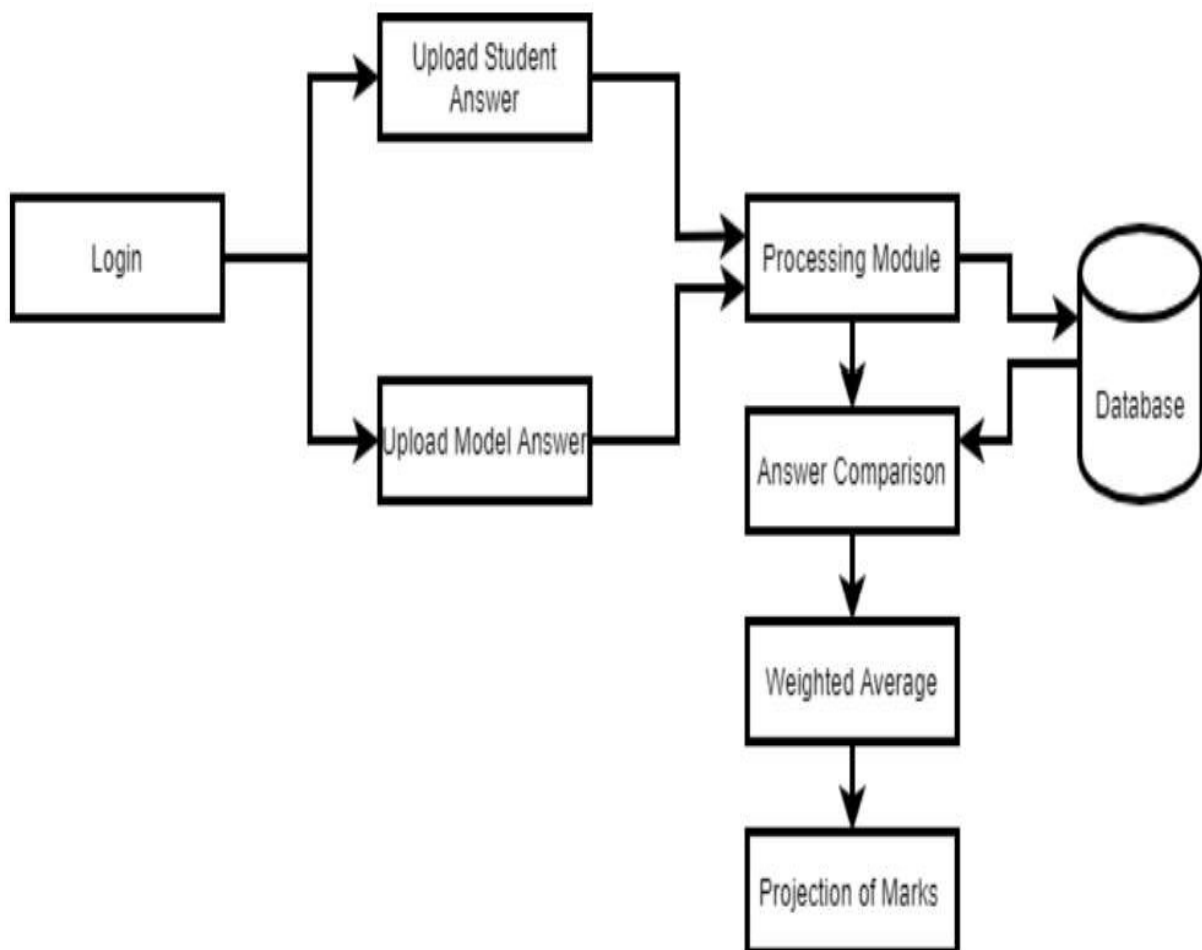 Upload Student
Answer
Login
Processing Module
Database
Upload Model Answer
Answer Comparison
Weighted Average
Projection of Marks